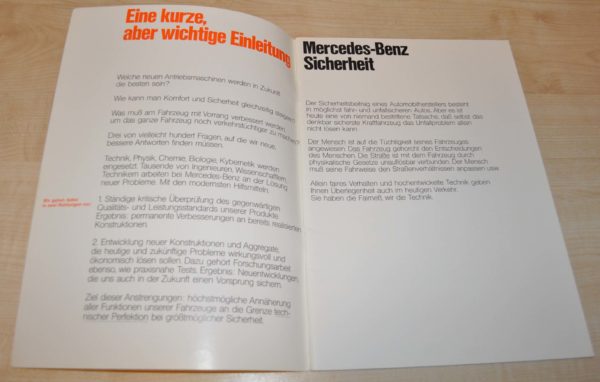 Eine kurze,
aber wichtige Einleitung
Welche neuen Antriebsmaschinen werden in Zukunft
die besten sein?
Wie kann man Komfort und Sicherheit gleichzeitig steigern?
Was muß am Fahrzeug mit Vorrang verbessert werden,
um das ganze Fahrzeug noch verkehrstüchtiger zu machen?
Drei von vielleicht hundert Fragen, auf die wir neue,
bessere Antworten finden müssen.
Technik, Physik, Chemie, Biologie, Kybernetik werden
eingesetzt. Tausende von Ingenieuren, Wissenschaftlern,
Technikern arbeiten bei Mercedes-Benz an der Lösung
neuer Probleme. Mit den modernsten Hilfsmitteln.
Wir gehen dabei
in zwei Richtungen vor:
1. Ständige kritische Überprüfung des gegenwärtigen
Qualitäts- und Leistungsstandards unserer Produkte.
Ergebnis: permanente Verbesserungen an bereits realisierten
Konstruktionen.
2. Entwicklung neuer Konstruktionen und Aggregate,
die heutige und zukünftige Probleme wirkungsvoll und
ökonomisch lösen sollen. Dazu gehört Forschungsarbeit
ebenso, wie praxisnahe Tests. Ergebnis: Neuentwicklungen,
die uns auch in der Zukunft einen Vorsprung sichern.
Ziel dieser Anstrengungen: höchstmögliche Annäherung
aller Funktionen unserer Fahrzeuge an die Grenze tech-
nischer Perfektion bei größtmöglicher Sicherheit.
Mercedes-Benz
Sicherheit
Der Sicherheitsbeitrag eines Automobilherstellers besteht
in möglichst fahr- und unfallsicheren Autos. Aber es ist
heute eine von niemand bestrittene Tatsache, daß selbst das
denkbar sicherste Kraftfahrzeug das Unfallproblem allein
nicht lösen kann.
Der Mensch ist auf die Tüchtigkeit seines Fahrzeuges
angewiesen. Das Fahrzeug gehorcht den Entscheidungen
des Menschen. Die Straße ist mit dem Fahrzeug durch
physikalische Gesetze unauflösbar verbunden. Der Mensch
muß seine Fahrweise den Straßenverhältnissen anpassen usw.
Allein faires Verhalten und hochentwickelte Technik geben
Ihnen Überlegenheit auch im heutigen Verkehr.
Sie haben die Fairneß, wir die Technik.